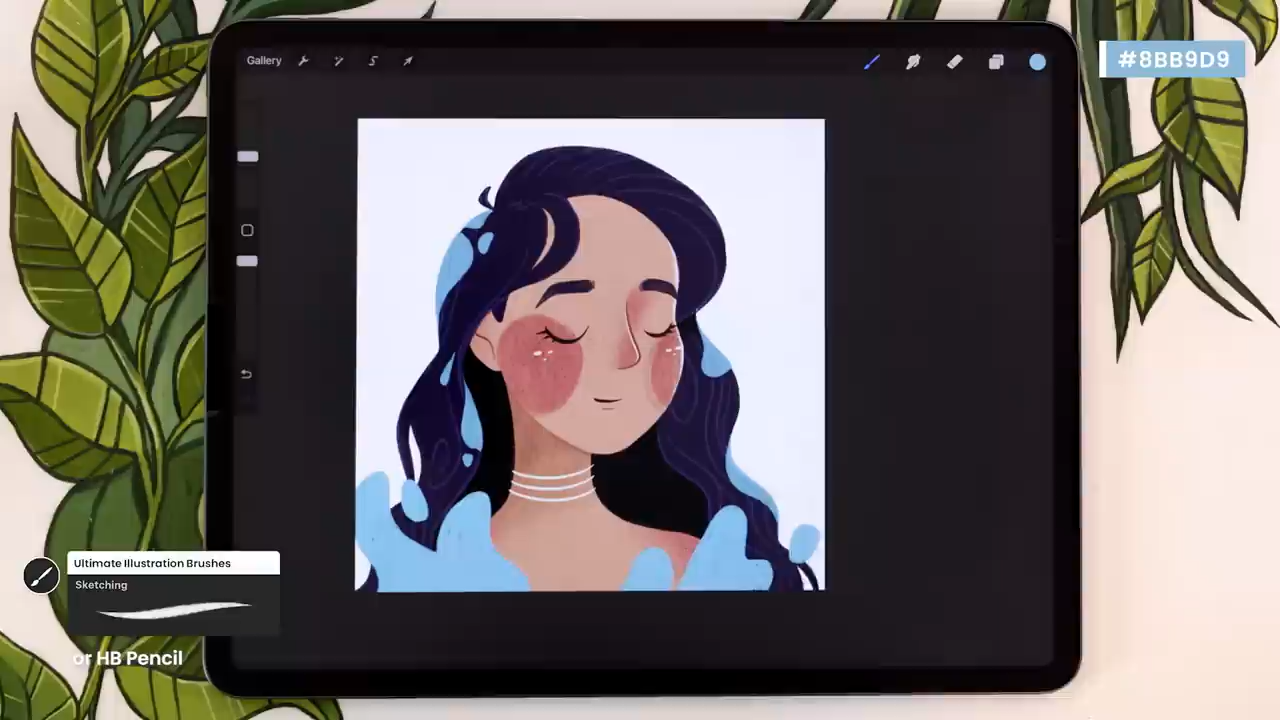 Gallery
#8BB9D9
Ultimate Illustration Brushes
Sketching
or HB Pencil